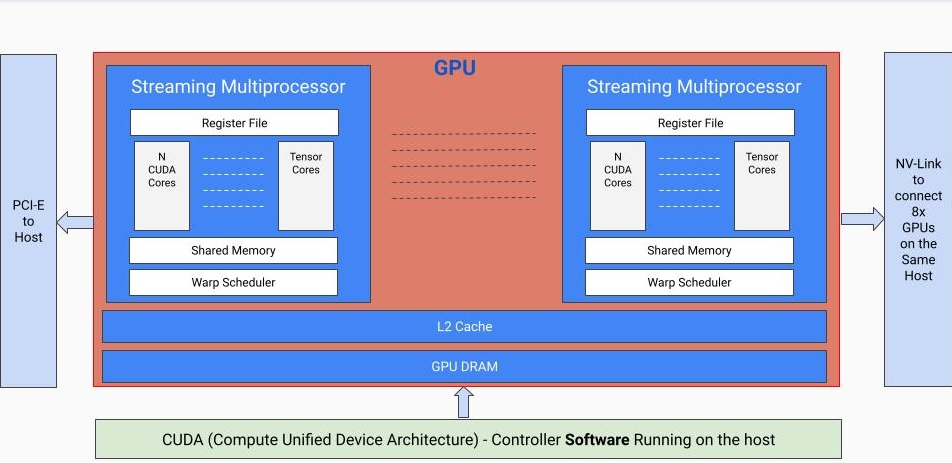 GPU
Streaming Multiprocessor
Register File
N
CUDA
Cores
Tensor
Cores
Shared Memory
Warp Scheduler
Streaming Multiprocessor
Register File
N
CUDA
Cores
Tensor
Cores
Shared Memory
Warp Scheduler
PCI-E
to
Host
NV-Link
to
connect
8x
GPUs
on the
Same
Host
L2 Cache
GPU DRAM
CUDA (Compute Unified Device Architecture) - Controller Software Running on the host